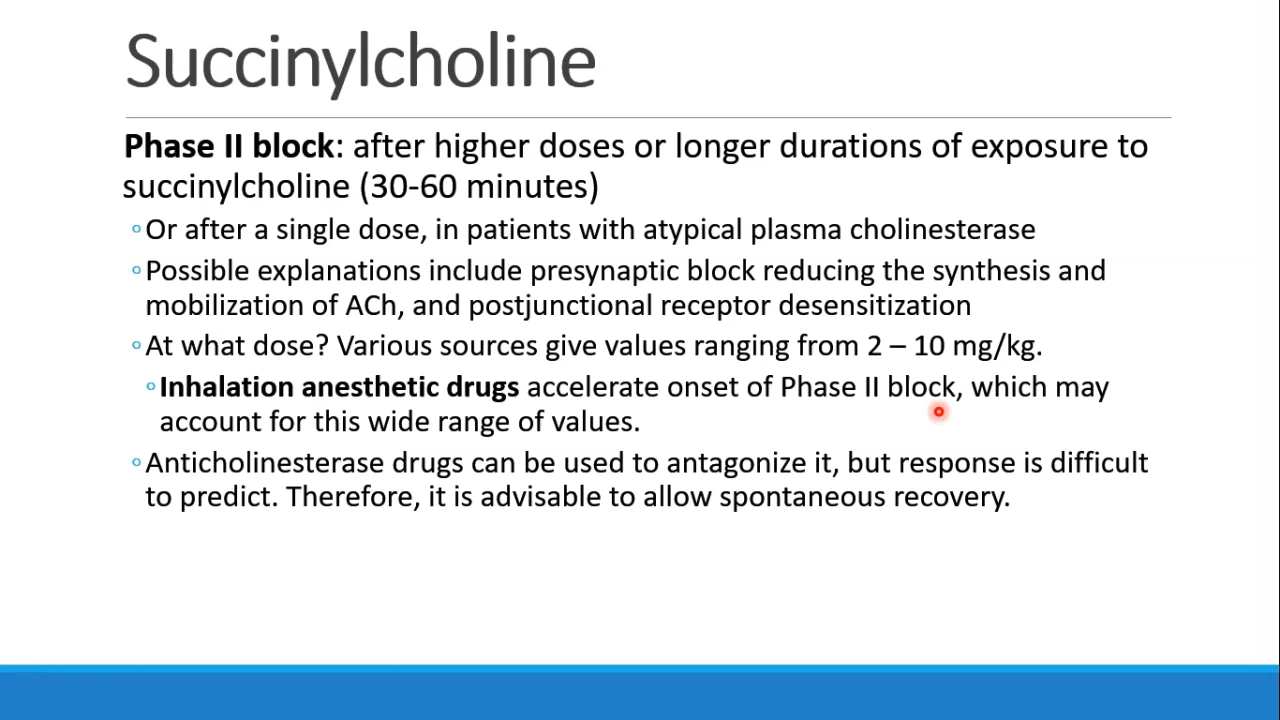 Succinylcholine
Phase II block: after higher doses or longer durations of exposure to
succinylcholine (30-60 minutes)
◦Or after a single dose, in patients with atypical plasma cholinesterase
◦Possible explanations include presynaptic block reducing the synthesis and
mobilization of ACh, and postjunctional receptor desensitization
◦At what dose? Various sources give values ranging from 2 – 10 mg/kg.
◦Inhalation anesthetic drugs accelerate onset of Phase II block, which may
account for this wide range of values.
◦Anticholinesterase drugs can be used to antagonize it, but response is difficult
to predict. Therefore, it is advisable to allow spontaneous recovery.